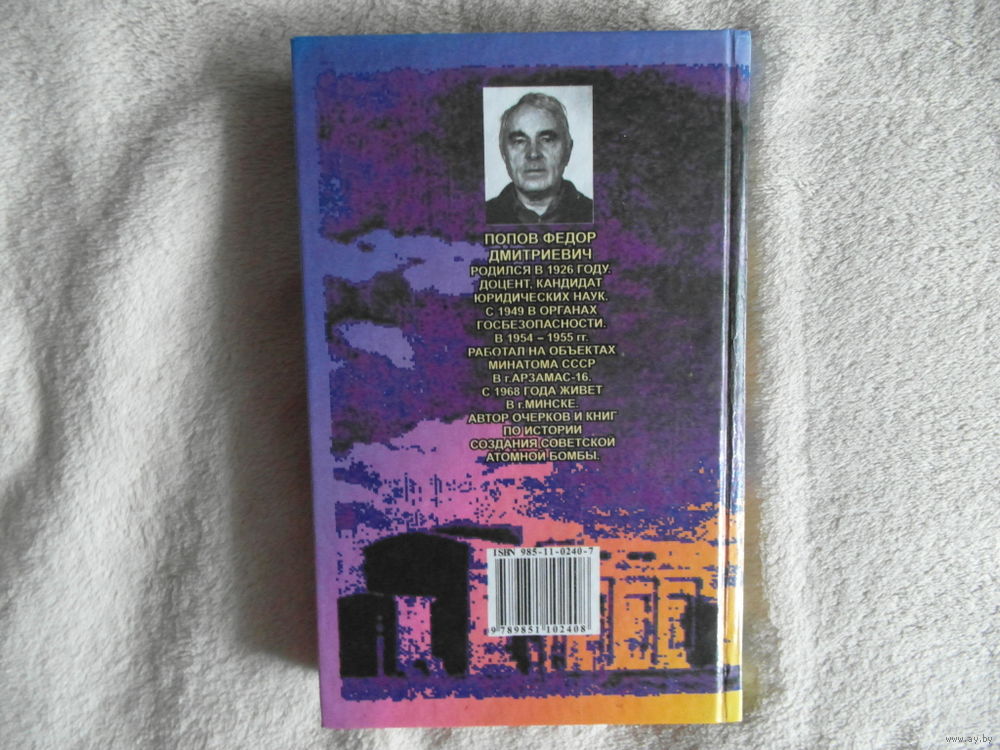 ПОПОВ ФЕДОР
ДМИТРИЕВИЧ
РОДИЛСЯ В 1926 ГОДУ.
ДОЦЕНТ, КАНДИДАТ
ЮРИДИЧЕСКИХ НАУК.
С 1949 В ОРГАНАХ
ГОСБЕЗОПАСНОСТИ.
В 1954 – 1955 гг.
РАБОТАЛ НА ОБЪЕКТАХ
МИНАТОМА СССР
В г.АРЗАМАС-16.
С 1968 ГОДА ЖИВЕТ
В г.МИНСКЕ.
АВТОР ОЧЕРКОВ И КНИГ
ПО ИСТОРИИ
СОЗДАНИЯ СОВЕТСКОЙ
АТОМНОЙ БОМБЫ.
ISBN 985-11-0240-7
9 789851 102408
www.ay.by